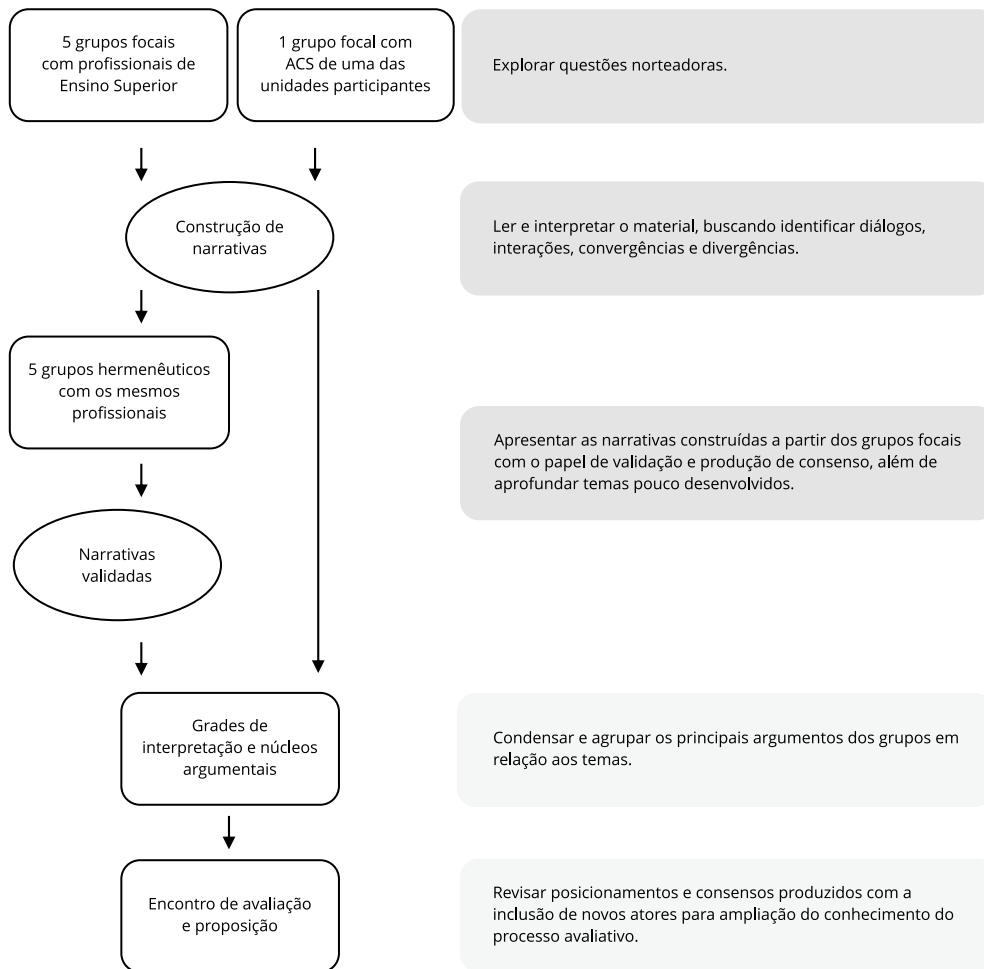 5 grupos focais
com profissionais de
Ensino Superior
1 grupo focal com
ACS de uma das
unidades participantes
Explorar questões norteadoras.
Construção de
narrativas
Ler e interpretar o material, buscando identificar diálogos,
interações, convergências e divergências.
5 grupos hermenêuticos
com os mesmos
profissionais
Apresentar as narrativas construídas a partir dos grupos focais
com o papel de validação e produção de consenso, além de
aprofundar temas pouco desenvolvidos.
Narrativas
validadas
Grades de
interpretação e núcleos
argumentais
Condensar e agrupar os principais argumentos dos grupos em
relação aos temas.
Encontro de avaliação
e proposição
Revisar posicionamentos e consensos produzidos com a
inclusão de novos atores para ampliação do conhecimento do
processo avaliativo.